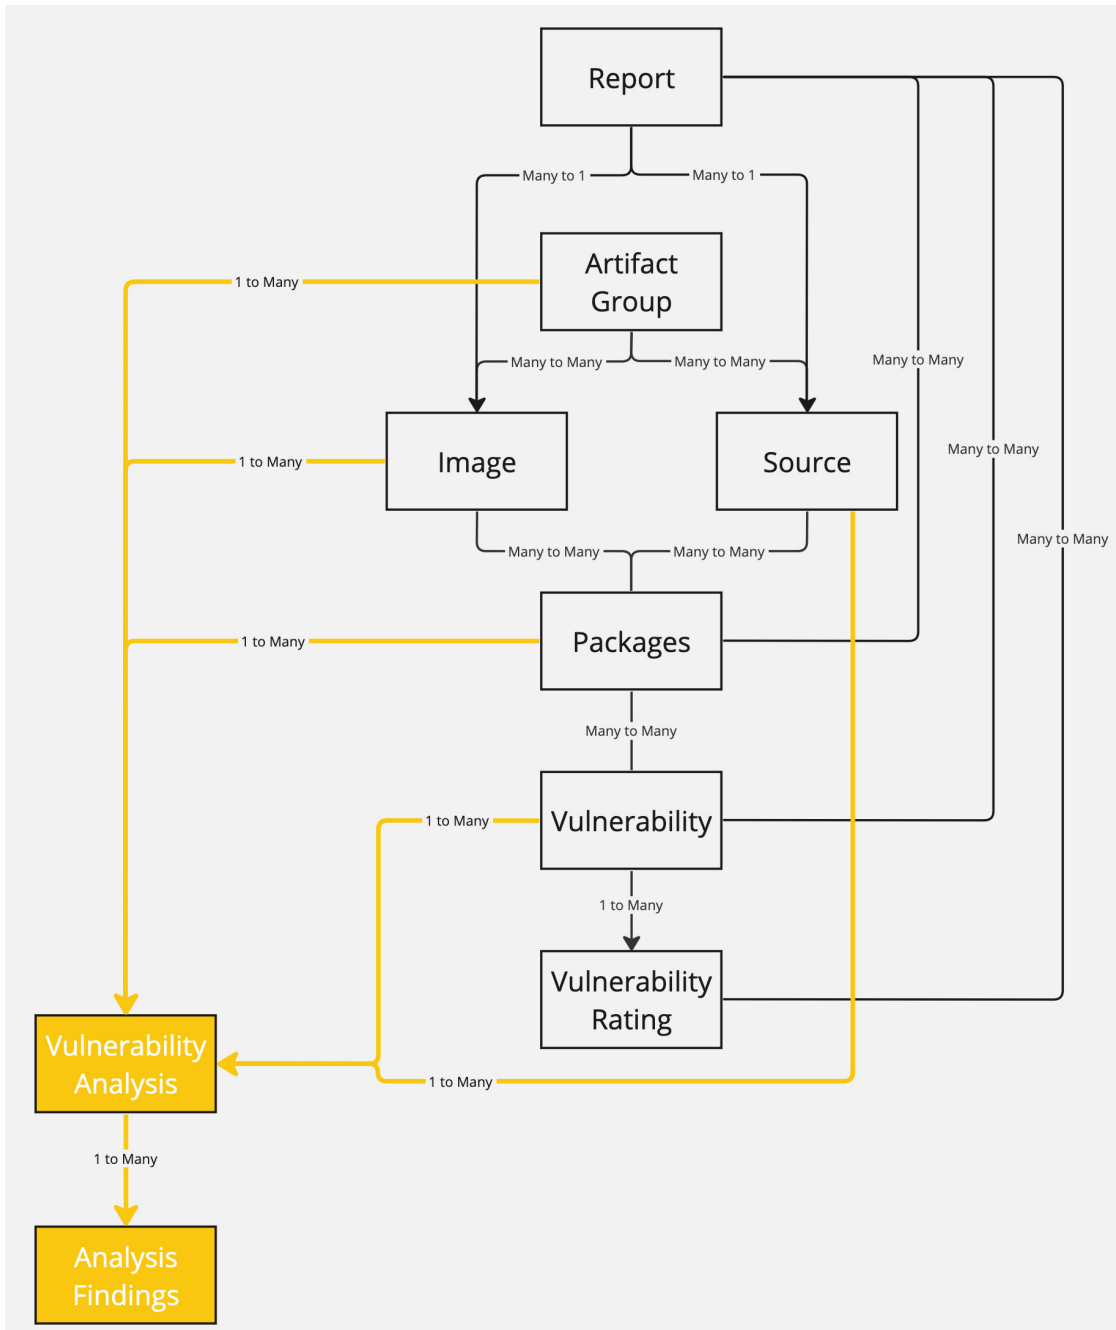 Report
Many to 1
Many to 1
Artifact
Group
1 to Many
Many to Many
Many to Many
Many to Many
Image
Source
1 to Many
Many to Many
Many to Many
Many to Many
Many to Many
Packages
1 to Many
Many to Many
Vulnerability
1 to Many
1 to Many
Vulnerability
Rating
Vulnerability
Analysis
1 to Many
1 to Many
Analysis
Findings